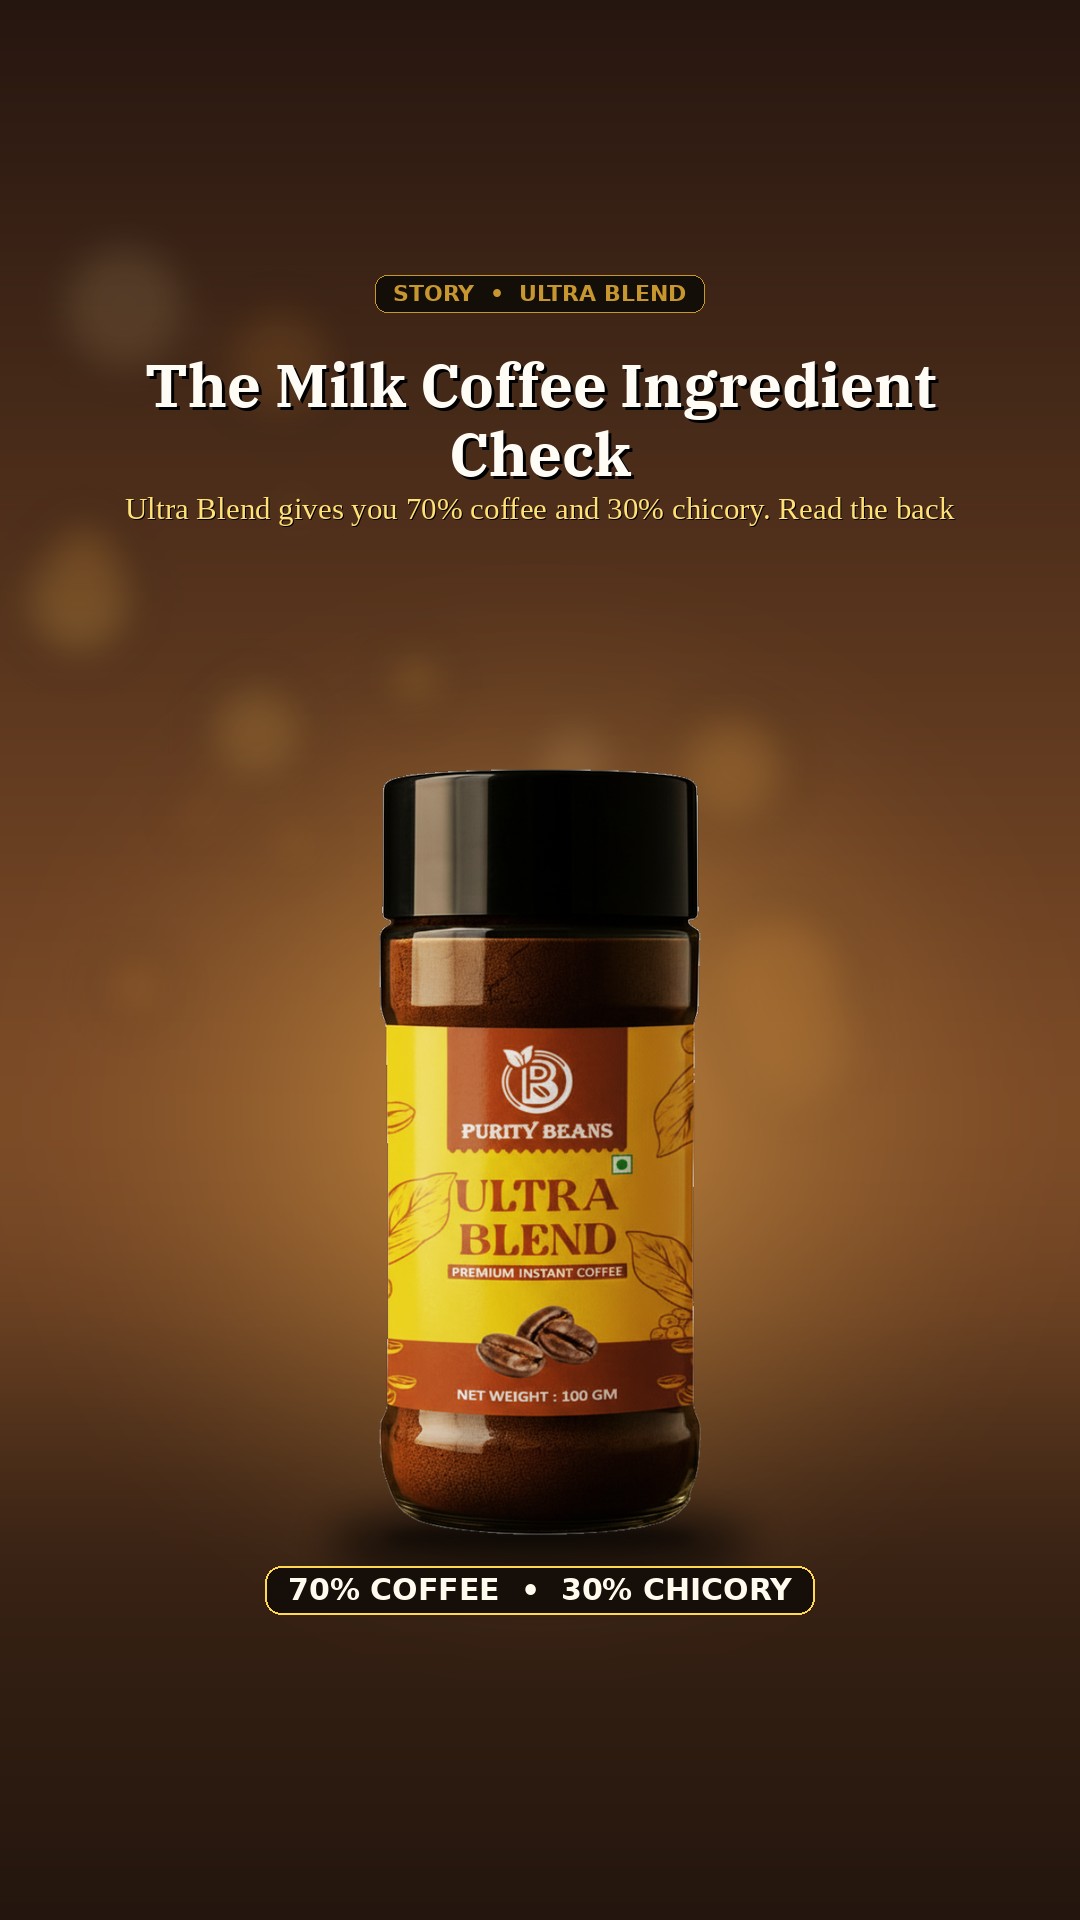 STORY • ULTRA BLEND
The Milk Coffee Ingredient
Check
Ultra Blend gives you 70% coffee and 30% chicory. Read the back
PURITY BEANS
ULTRA
BLEND
PREMIUM INSTANT COFFEE
NET WEIGHT : 100 GM
70% COFFEE • 30% CHICORY